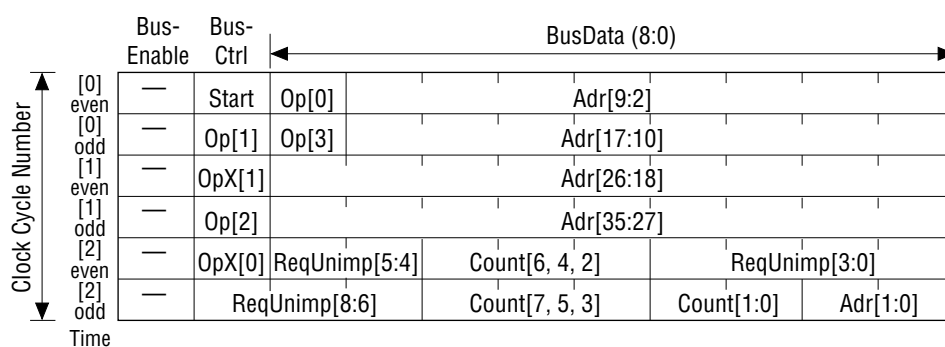 Bus-Enable Bus-Ctrl BusData (8:0)
Clock Cycle Number
[0] even — Start Op[0] Adr[9:2]
[0] odd — Op[1] Op[3] Adr[17:10]
[1] even — OpX[1] Adr[26:18]
[1] odd — Op[2] Adr[35:27]
[2] even — OpX[0] ReqUnimp[5:4] Count[6, 4, 2] ReqUnimp[3:0]
[2] odd — ReqUnimp[8:6] Count[7, 5, 3] Count[1:0] Adr[1:0]
Time